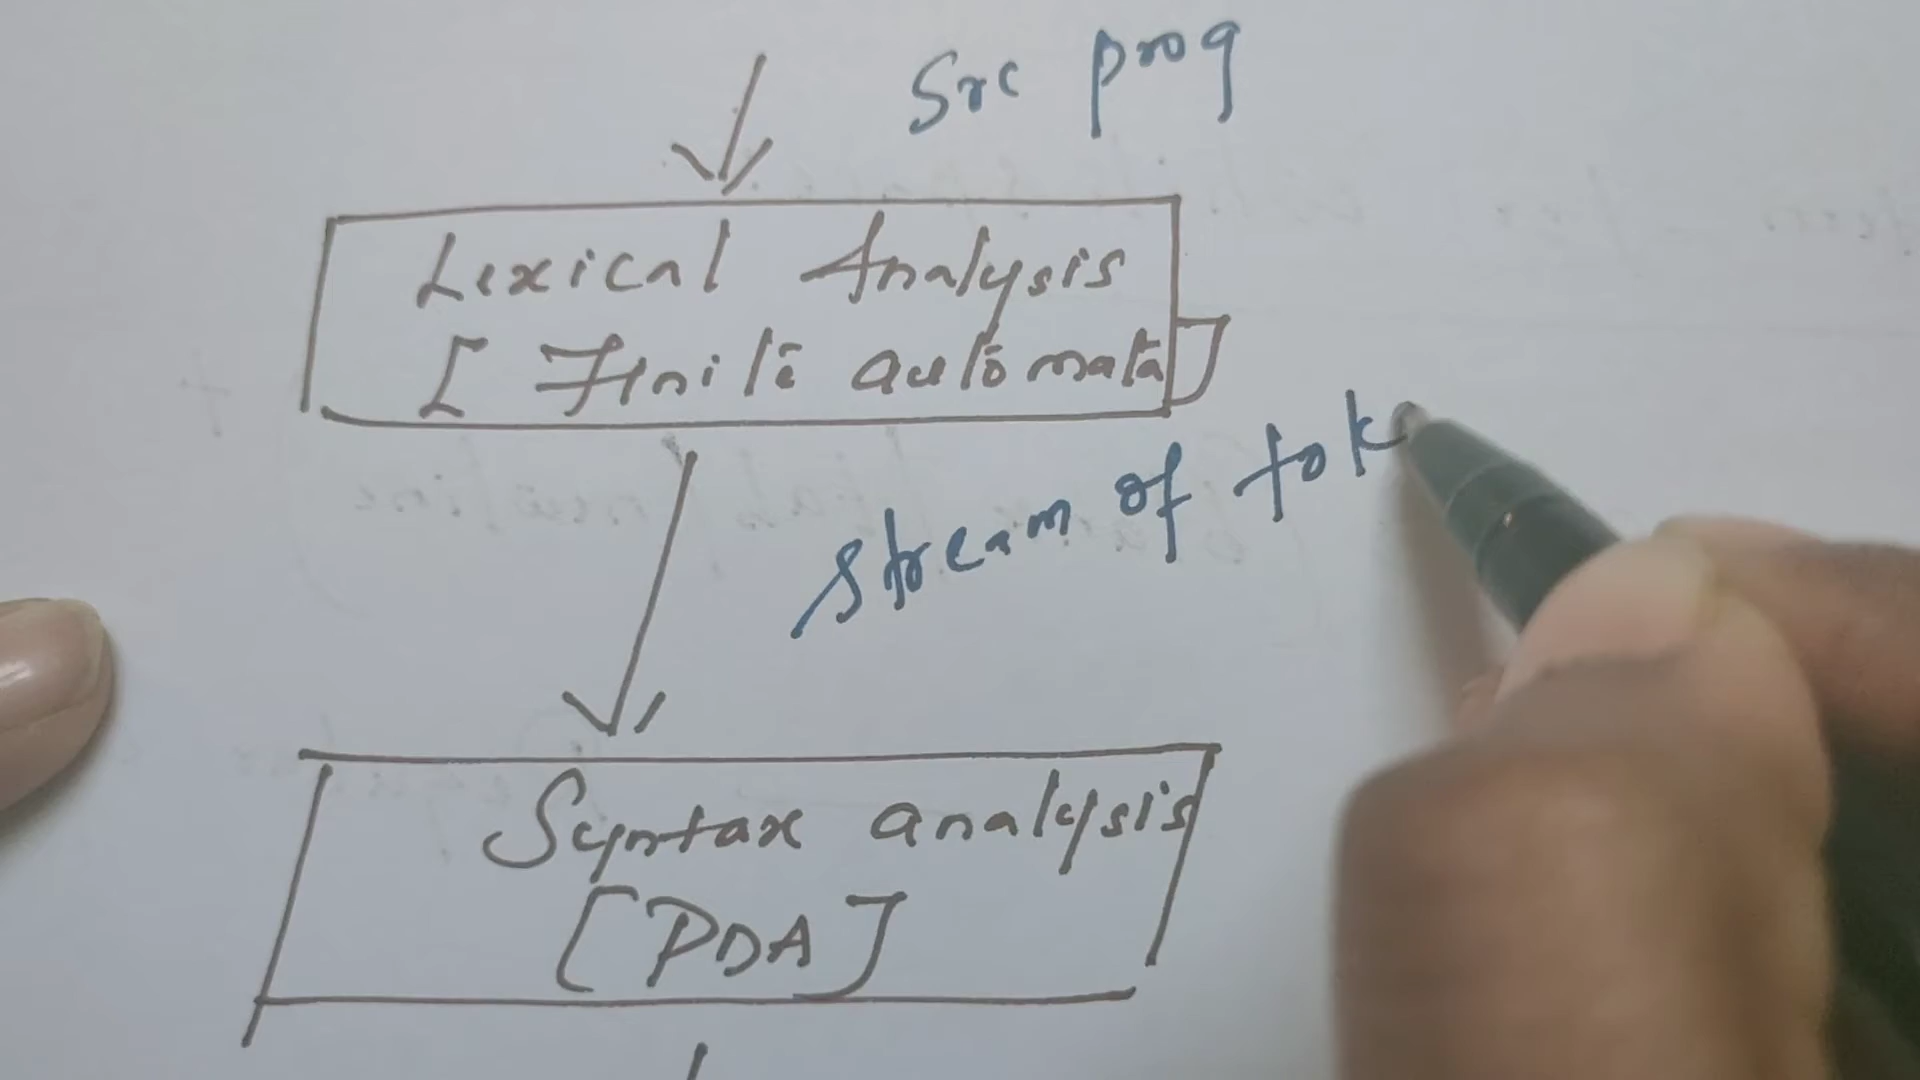 Src prog
Lexical Analysis
[ Finite automata]
stream of tok
Syntax analysis
[PDA]